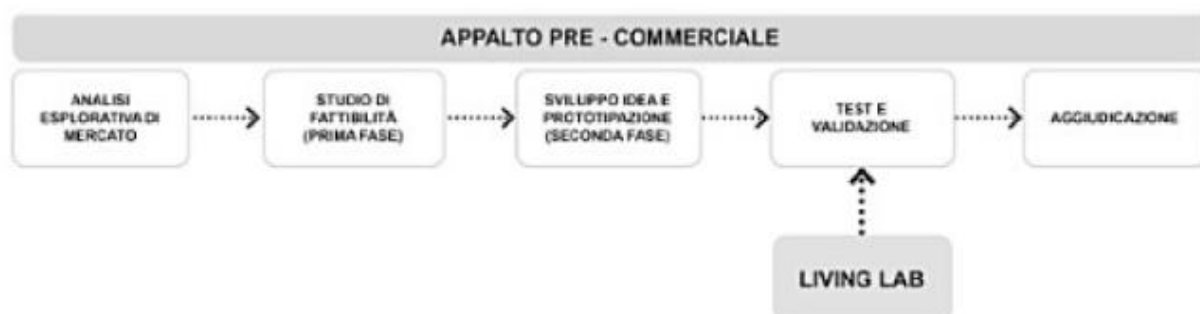 APPALTO PRE - COMMERCIALE
ANALISI
ESPLORATIVA DI
MERCATO
STUDIO DI
FATTIBILITÀ
(PRIMA FASE)
SVILUPPO IDEA E
PROTOTIPAZIONE
(SECONDA FASE)
TEST E
VALIDAZIONE
AGGIUDICAZIONE
LIVING LAB